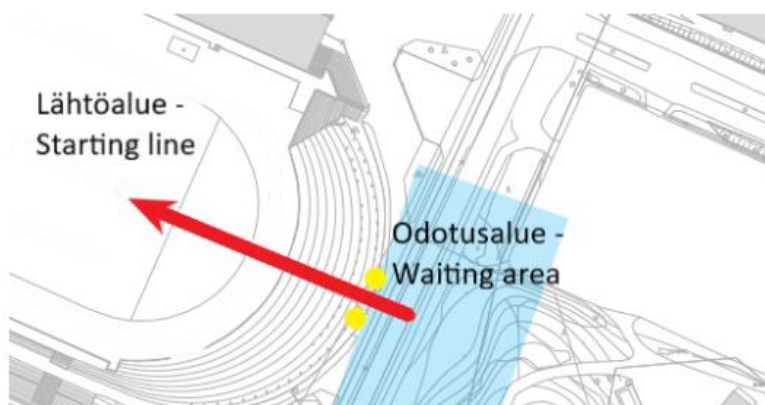 Lähtöalue -
Starting line
Odotusalue -
Waiting area